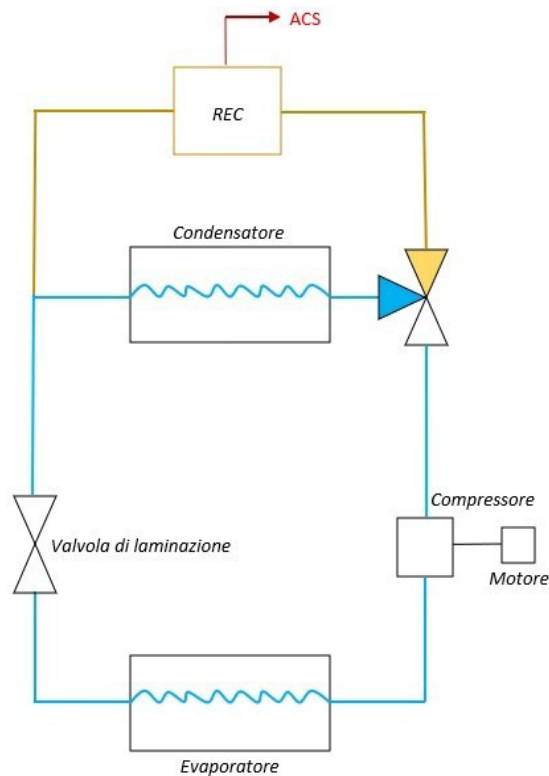 ACS
REC
Condensatore
Compressore
Valvola di laminazione
Motore
Evaporatore